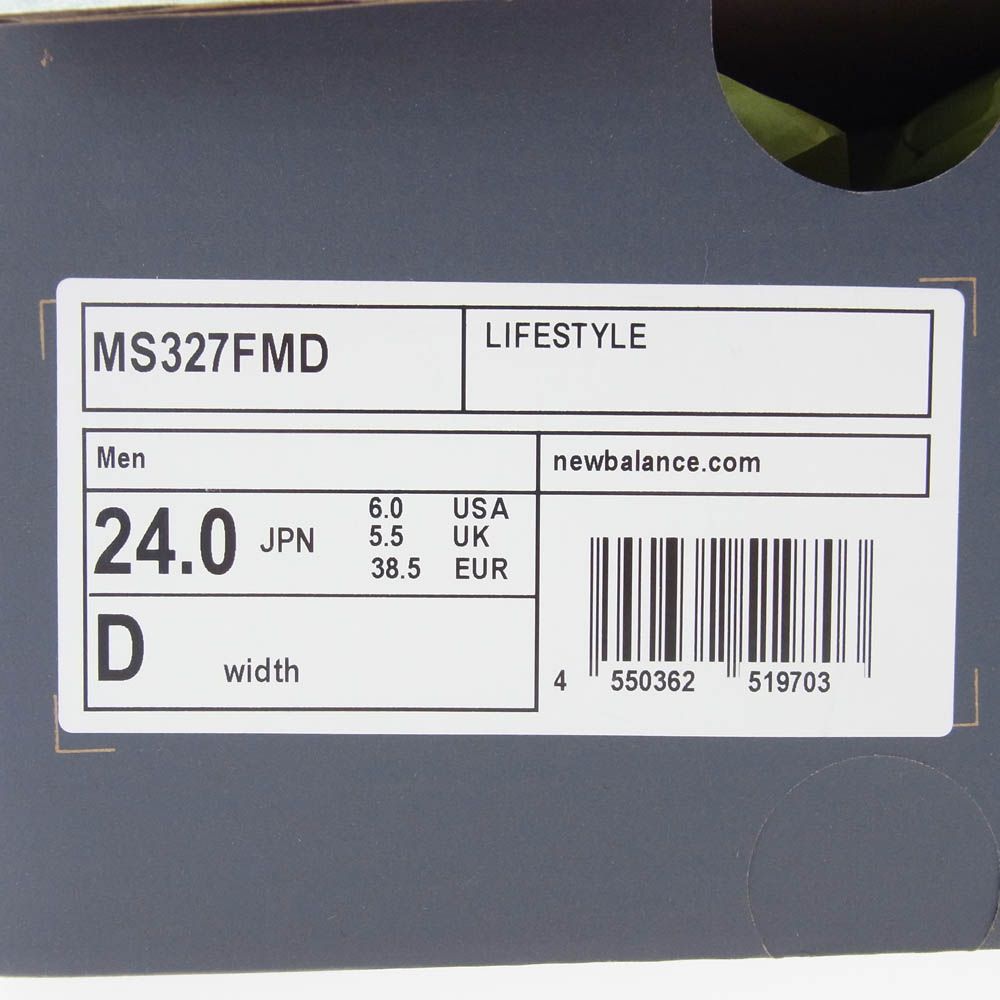 MS327FMD
LIFESTYLE
Men
newbalance.com
24.0 JPN
6.0 USA
5.5 UK
38.5 EUR
D width
4 550362 519703